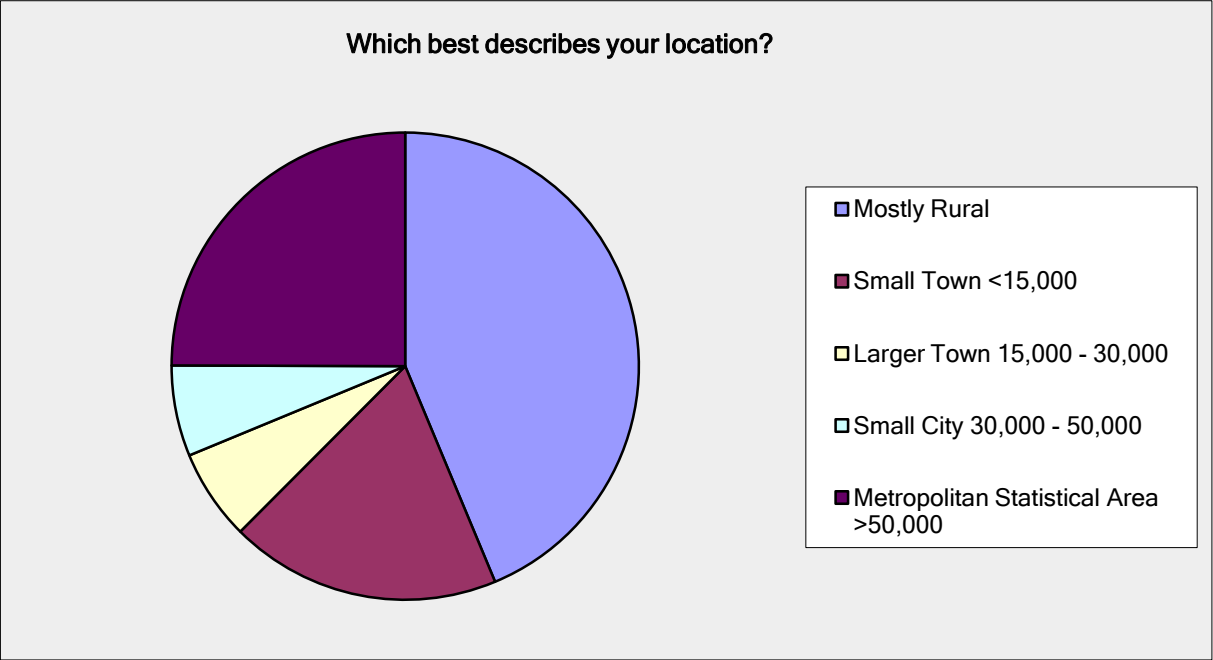 Which best describes your location?
Mostly Rural
Small Town <15,000
Larger Town 15,000 - 30,000
Small City 30,000 - 50,000
Metropolitan Statistical Area
>50,000